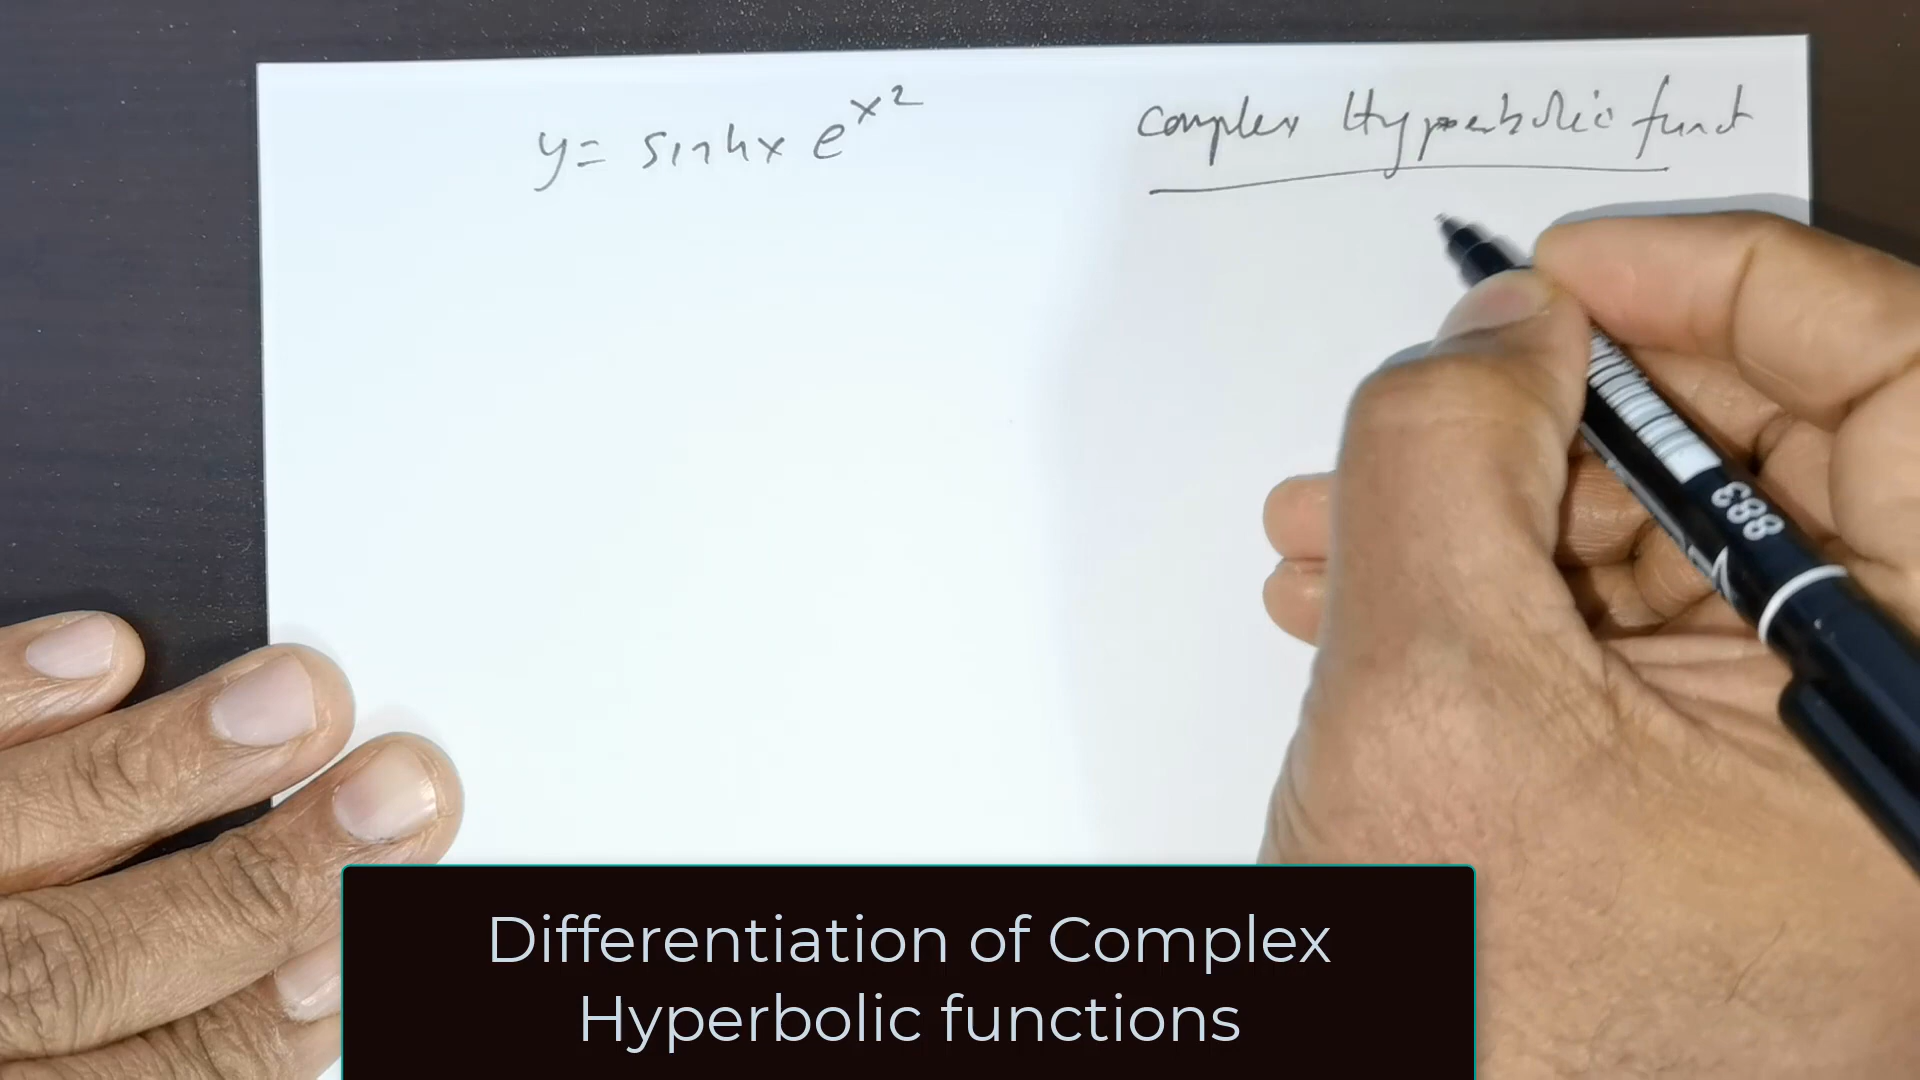 y = sinhx e^x²
Complex Hyperbolic funct
883
Differentiation of Complex
Hyperbolic functions